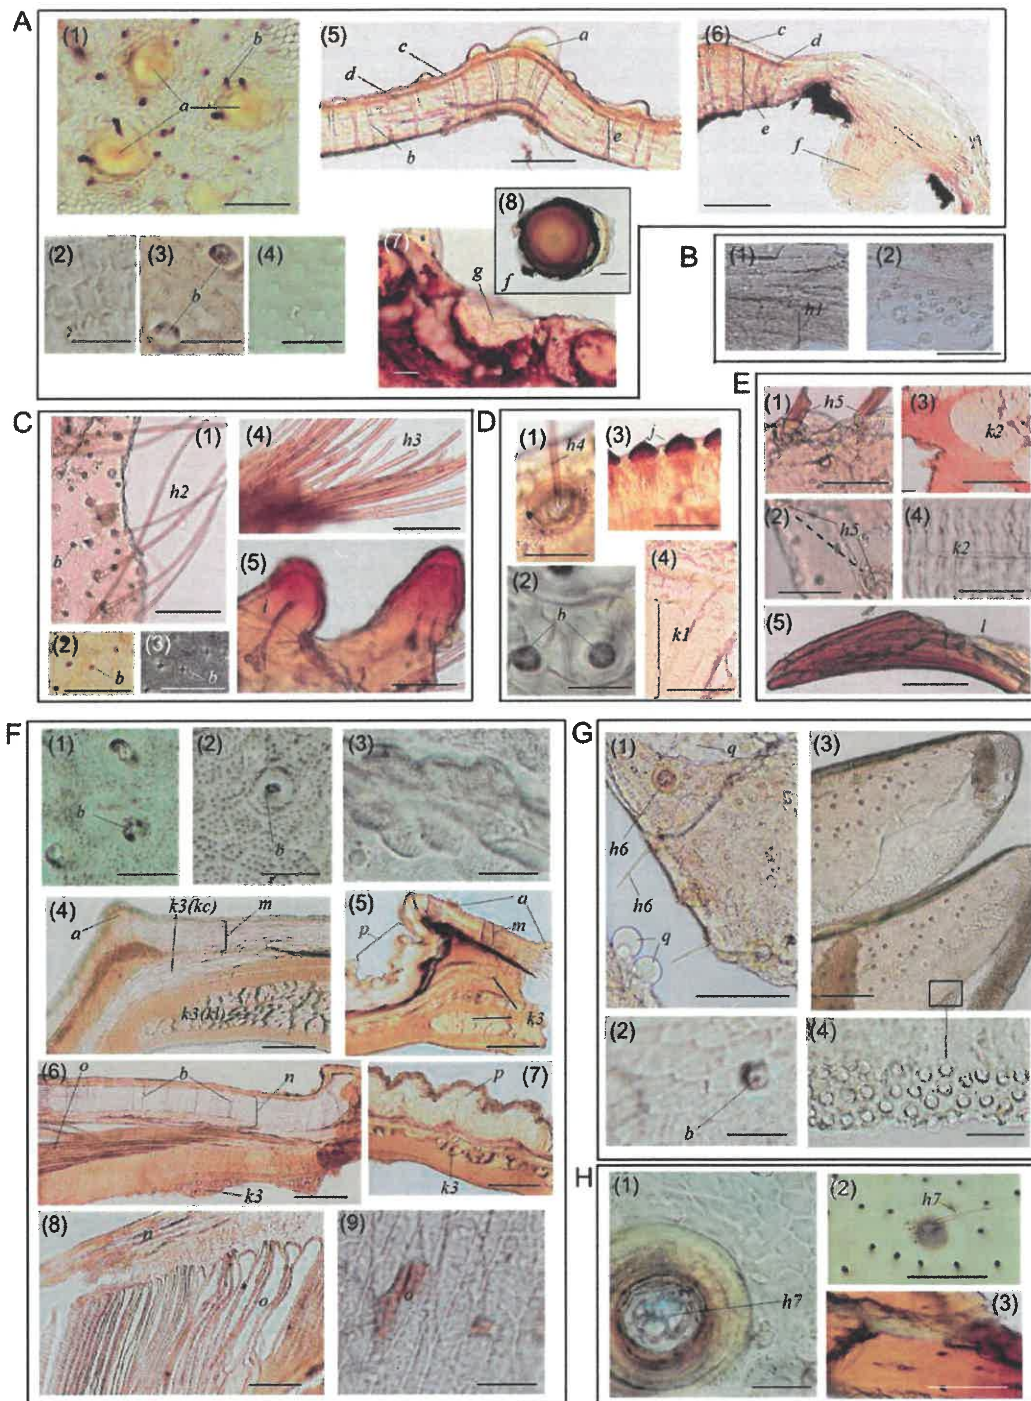 A
(1)
b
a
(5)
c
a
d
b
e
(6)
c
d
e
f
(2)
(3)
b
(4)
(7)
g
(8)
f
B
(1)
h1
(2)
C
(1)
h2
b
(4)
h3
(2)
b
(3)
b
(5)
i
D
(1)
h4
(3)
j
(2)
b
(4)
k1
E
(1)
h5
(3)
k2
(2)
h5
(4)
k2
(5)
l
F
(1)
b
(2)
b
(3)
(4)
k3(kc)
m
a
k3(kl)
(5)
a
p
m
k3
(6)
o
b
n
k3
(7)
p
k3
(8)
n
o
(9)
o
G
(1)
q
h6
h6
q
(3)
(2)
b
(4)
H
(1)
h7
(2)
h7
(3)